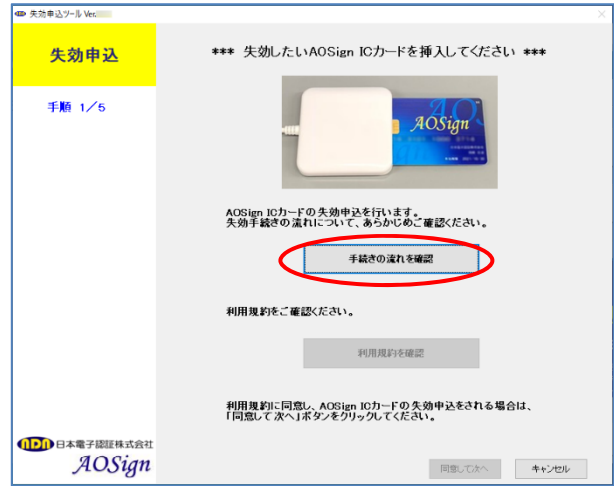 失効申込ツール Ver.
失効申込
手順 1/5
*** 失効したいAOSign ICカードを挿入してください ***
AOSign
AOSign ICカードの失効申込を行います。
失効手続きの流れについて、あらかじめご確認ください。
手続きの流れを確認
利用規約をご確認ください。
利用規約を確認
利用規約に同意し、AOSign ICカードの失効申込をされる場合は、
「同意して次へ」ボタンをクリックしてください。
NDN 日本電子認証株式会社
AOSign
同意して次へ
キャンセル